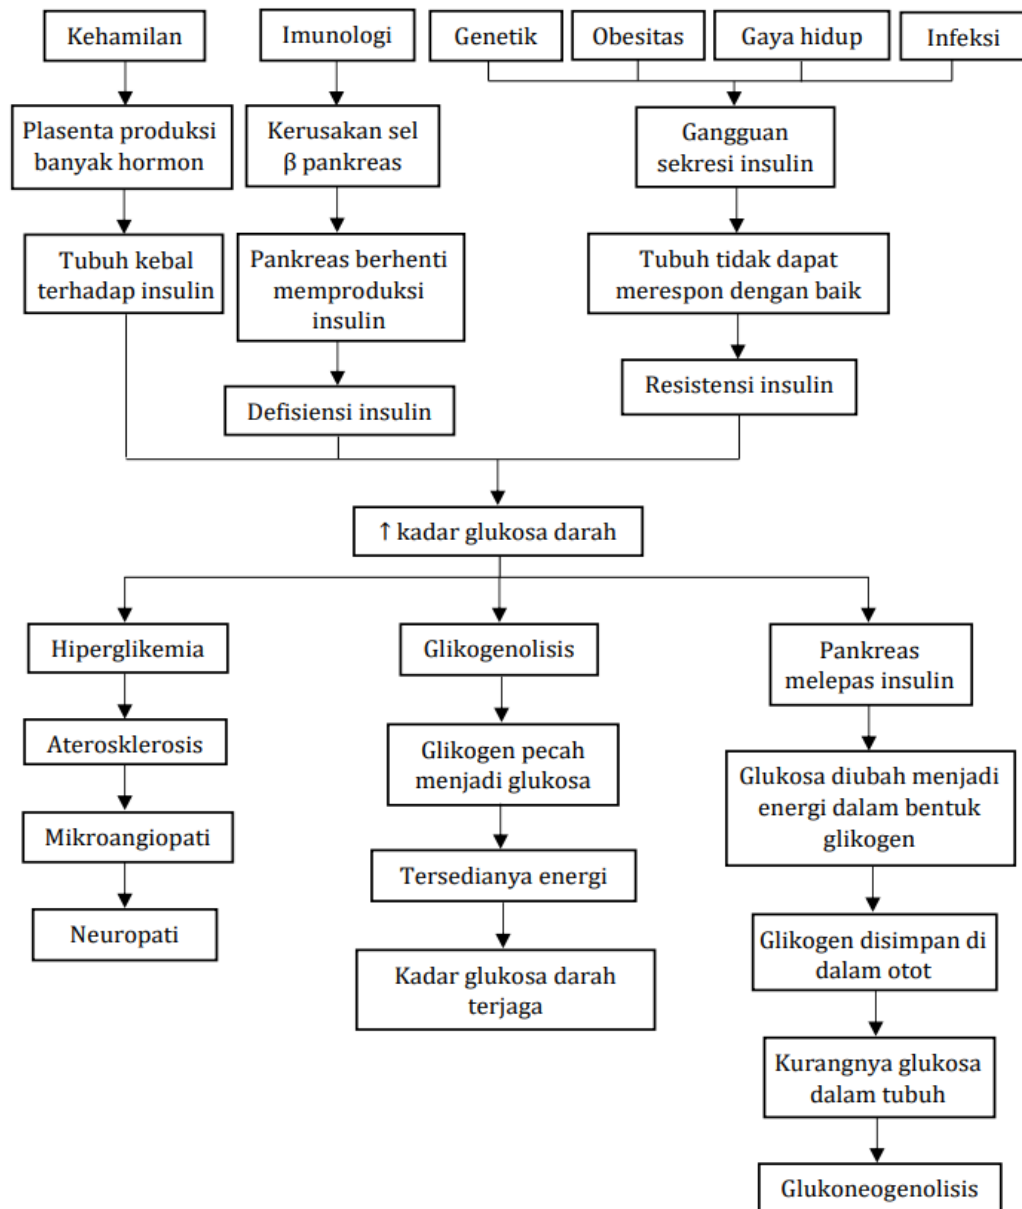 Kehamilan
Imunologi
Genetik
Obesitas
Gaya hidup
Infeksi
Plasenta produksi
banyak hormon
Kerusakan sel
β pankreas
Gangguan
sekresi insulin
Tubuh kebal
terhadap insulin
Pankreas berhenti
memproduksi
insulin
Tubuh tidak dapat
merespon dengan baik
Defisiensi insulin
Resistensi insulin
↑ kadar glukosa darah
Hiperglikemia
Glikogenolisis
Pankreas
melepas insulin
Aterosklerosis
Glikogen pecah
menjadi glukosa
Glukosa diubah menjadi
energi dalam bentuk
glikogen
Mikroangiopati
Tersedianya energi
Neuropati
Glikogen disimpan di
dalam otot
Kadar glukosa darah
terjaga
Kurangnya glukosa
dalam tubuh
Glukoneogenolisis